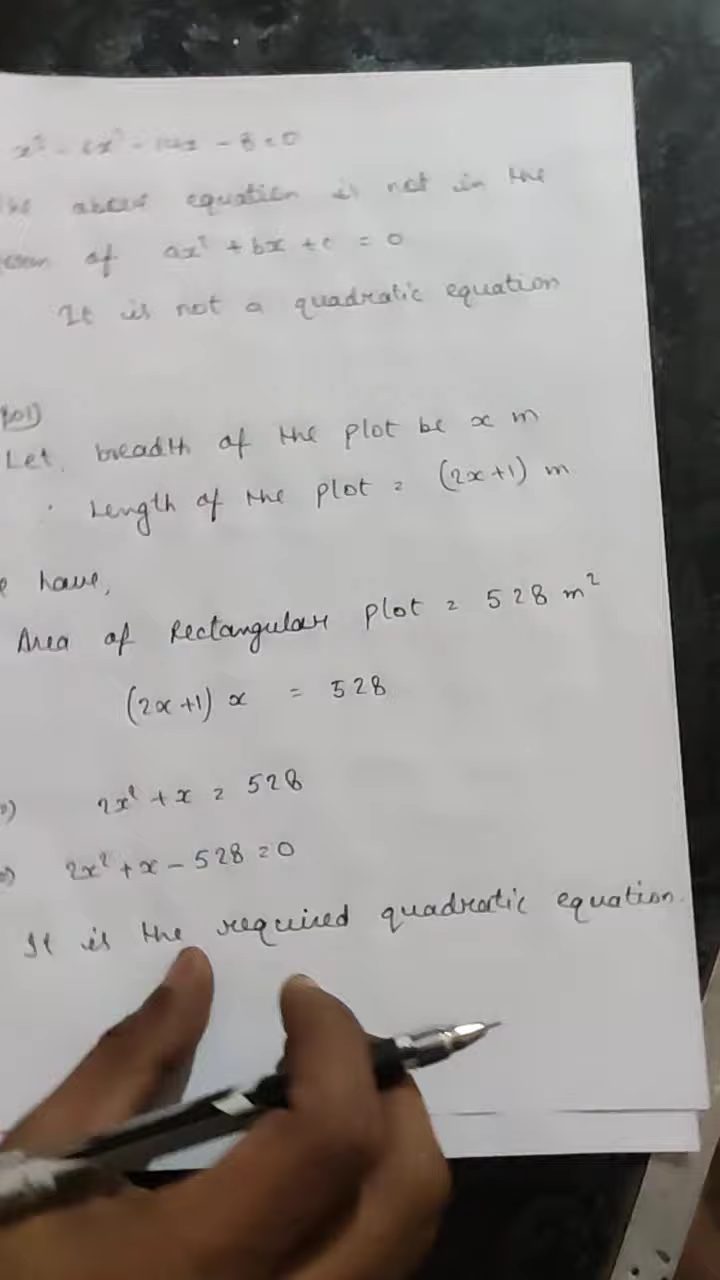 - 8 = 0
above equation is not in the
of ax² + bx + c = 0
It is not a quadratic equation
Let, breadth of the plot be x m
Length of the plot = (2x+1) m
have,
Area of Rectangular plot = 528 m²
(2x+1) x = 528
2x² + x = 528
2x² + x - 528 = 0
It is the required quadratic equation.